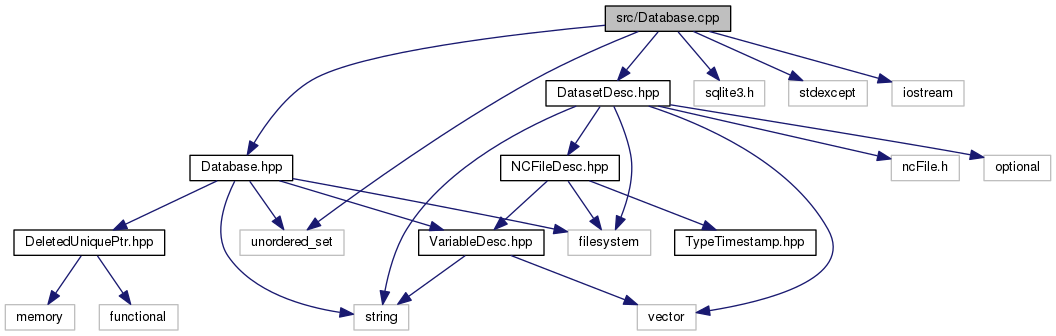 src/Database.cpp
DatasetDesc.hpp
sqlite3.h
stdexcept
iostream
Database.hpp
NCFileDesc.hpp
ncFile.h
optional
DeletedUniquePtr.hpp
unordered_set
VariableDesc.hpp
filesystem
TypeTimestamp.hpp
memory
functional
string
vector